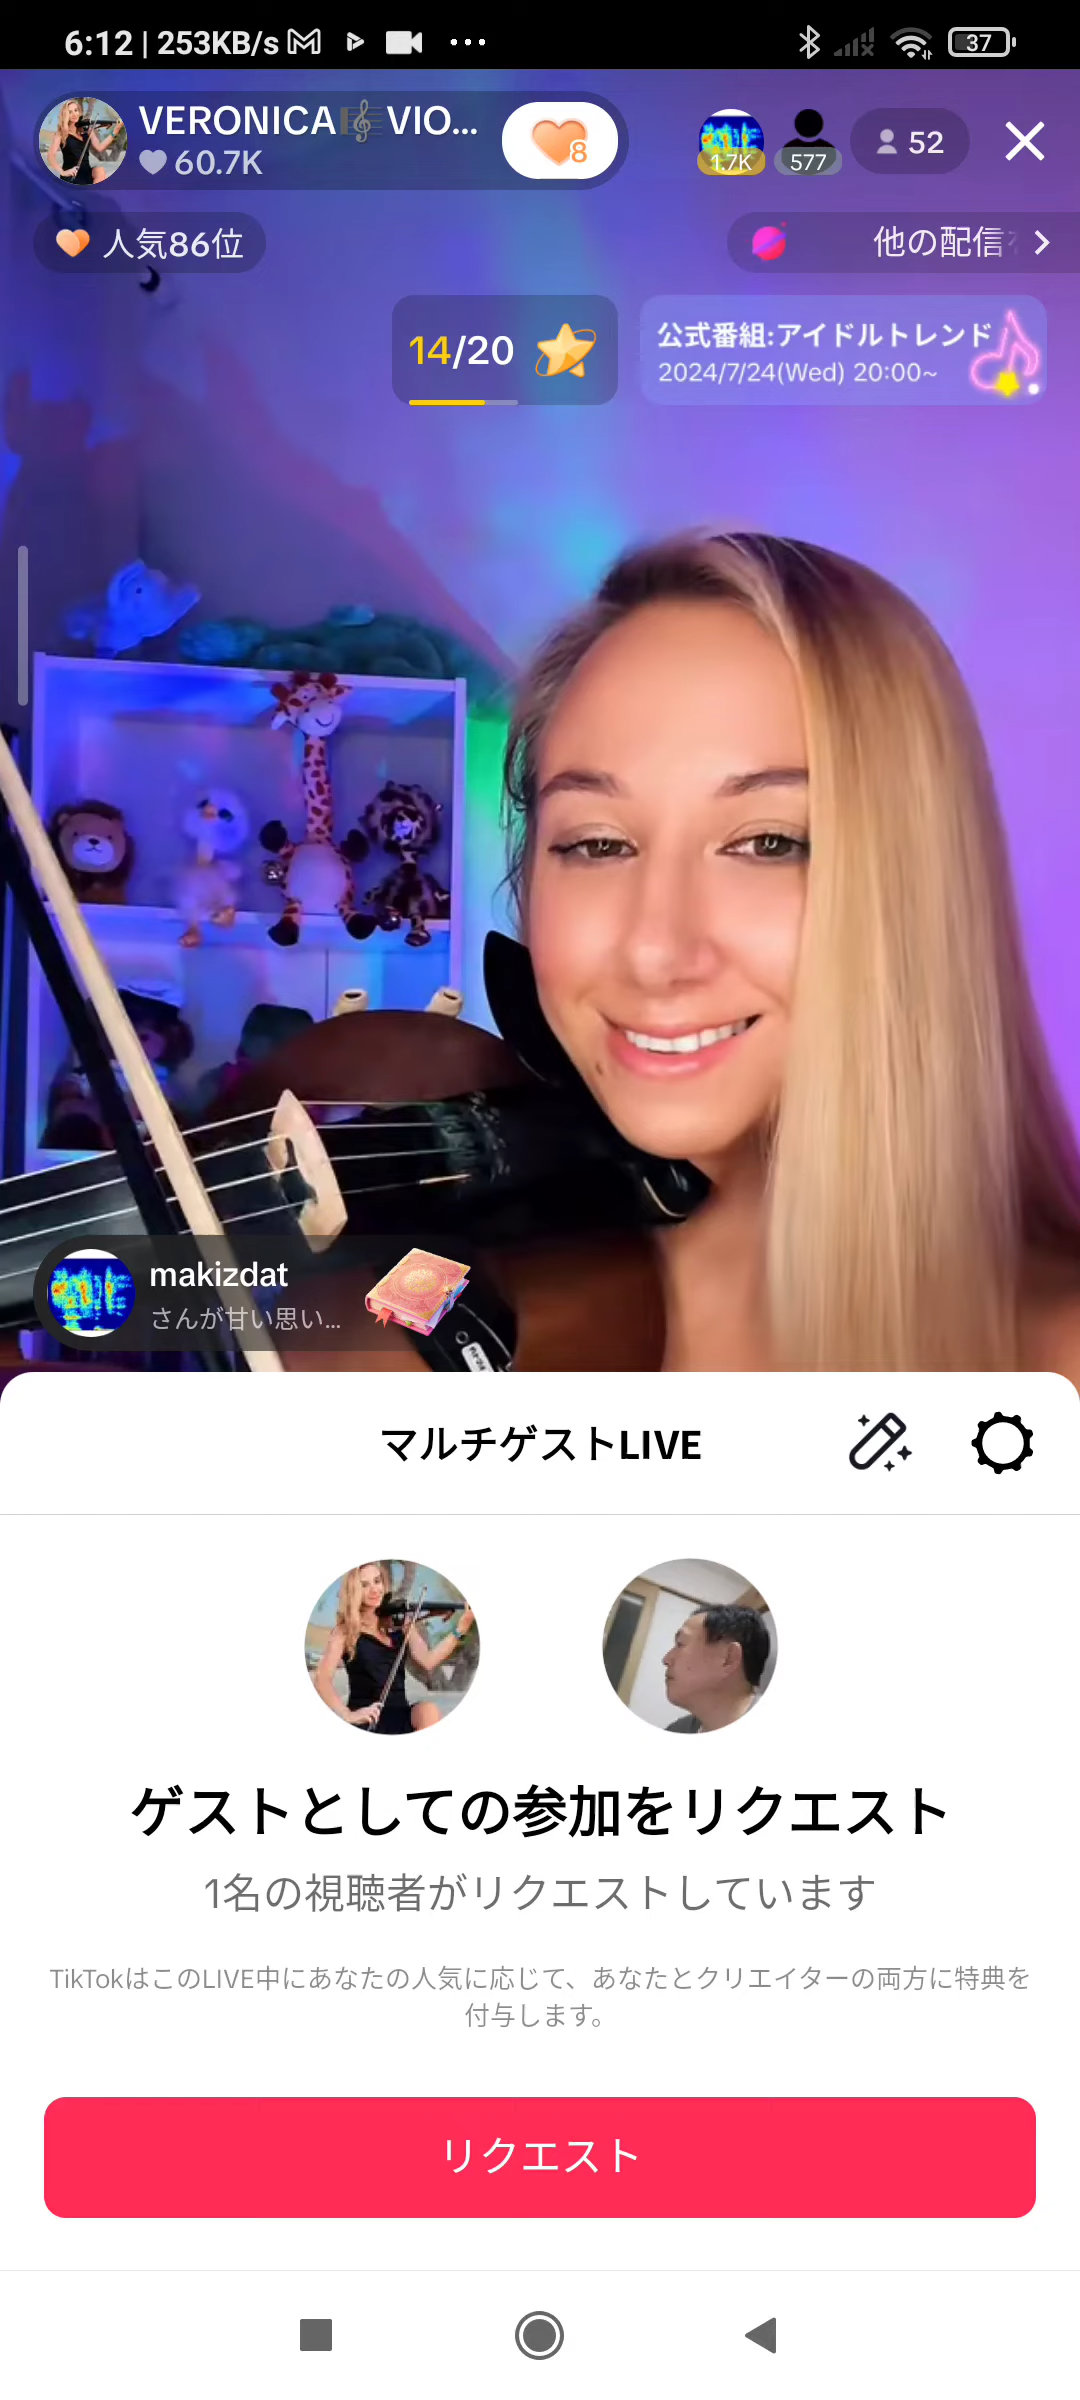 6:12 | 253KB/s
37
VERONICA🎼VIO...
60.7K
8
1.7K
577
52
人気86位
他の配信
14/20
公式番組:アイドルトレンド
2024/7/24(Wed) 20:00~
makizdat
さんが甘い思い...
マルチゲストLIVE
ゲストとしての参加をリクエスト
1名の視聴者がリクエストしています
TikTokはこのLIVE中にあなたの人気に応じて、あなたとクリエイターの両方に特典を
付与します。
リクエスト